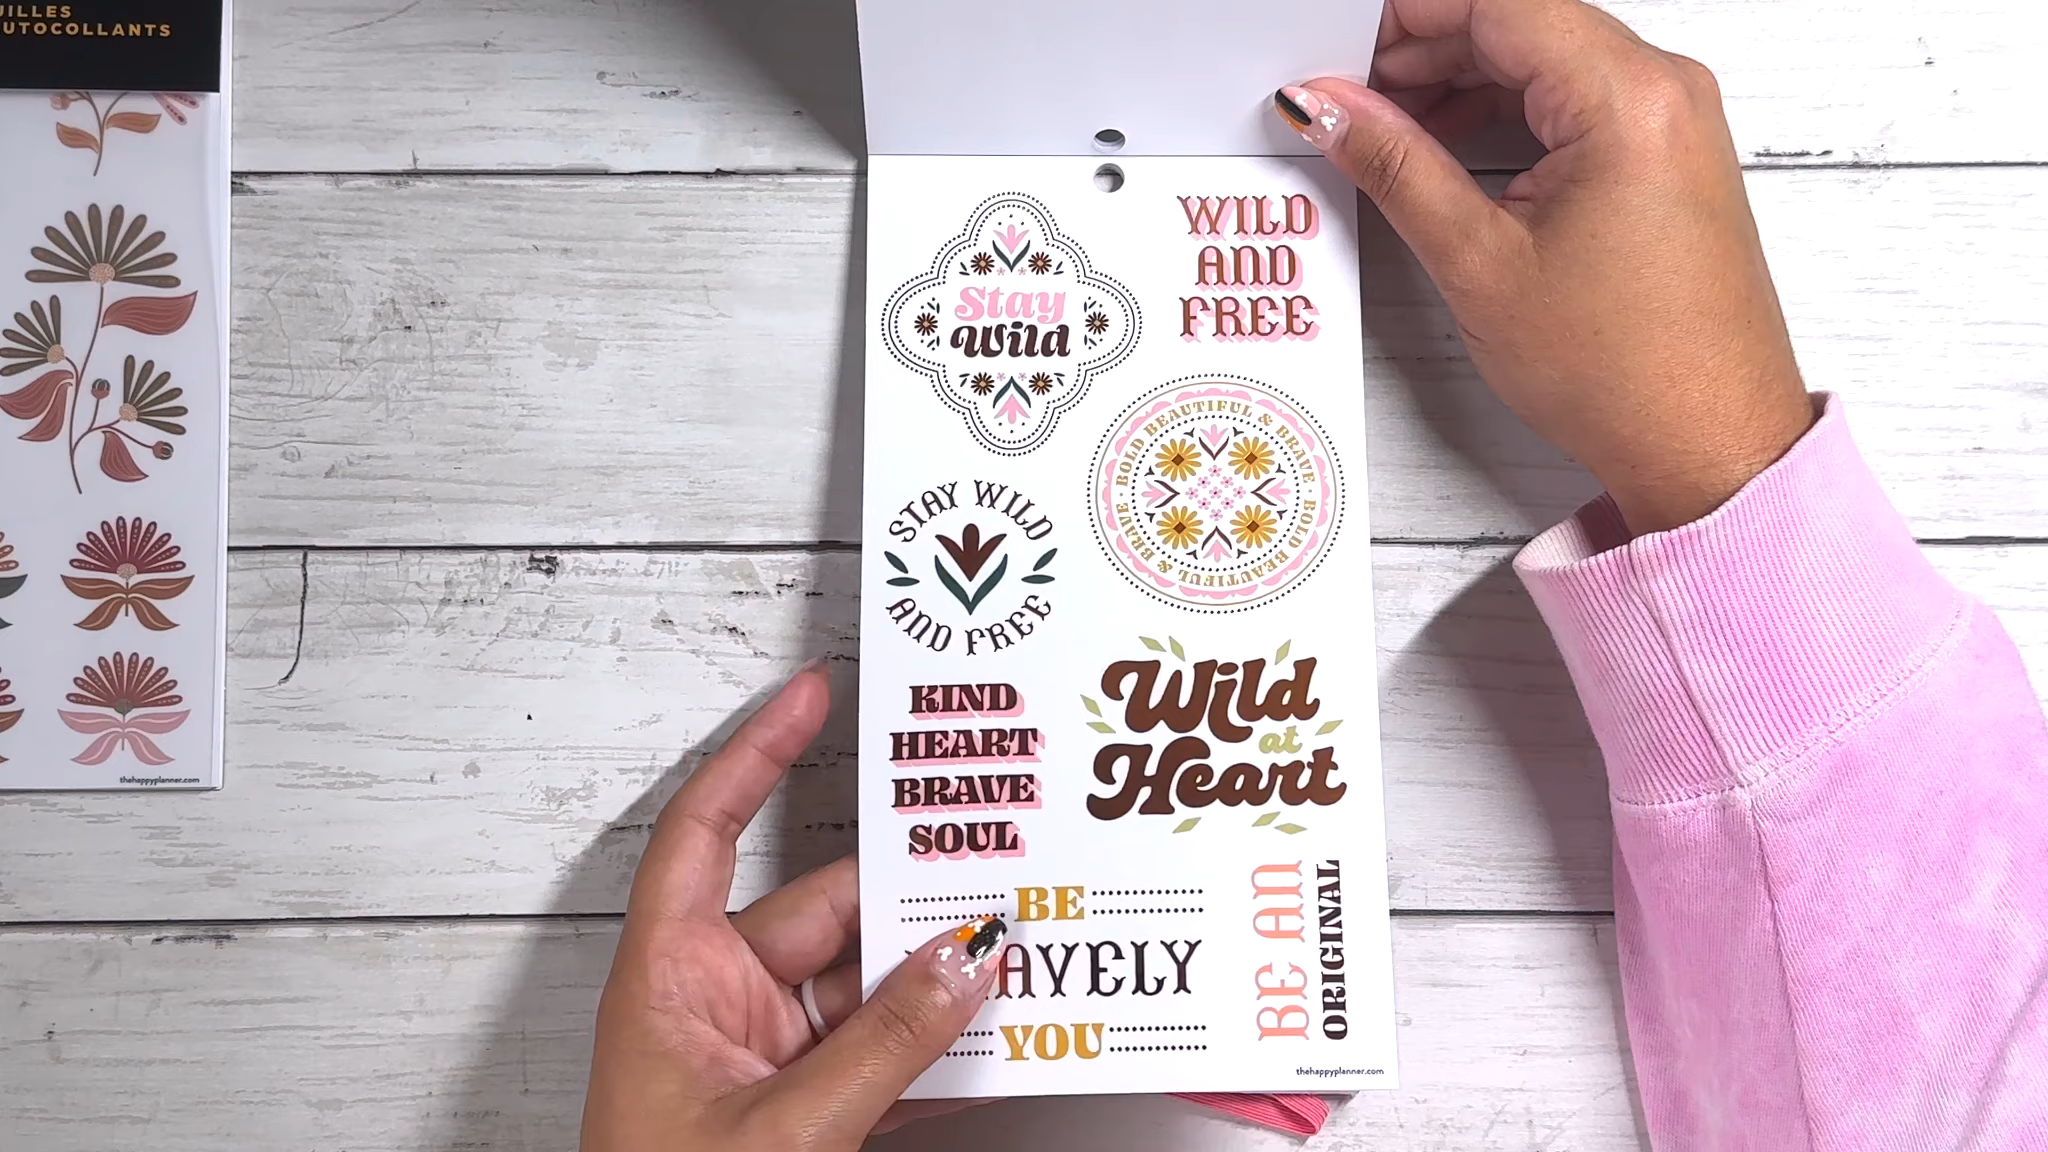 UILLES
UTOCOLLANTS
thehappyplanner.com
Stay
Wild
WILD
AND
FREE
BOLD BEAUTIFUL & BRAVE · BOLD BEAUTIFUL & BRAVE ·
STAY WILD
AND FREE
KIND
HEART
BRAVE
SOUL
Wild
at
Heart
BE
AVELY
YOU
BE AN
ORIGINAL
thehappyplanner.com